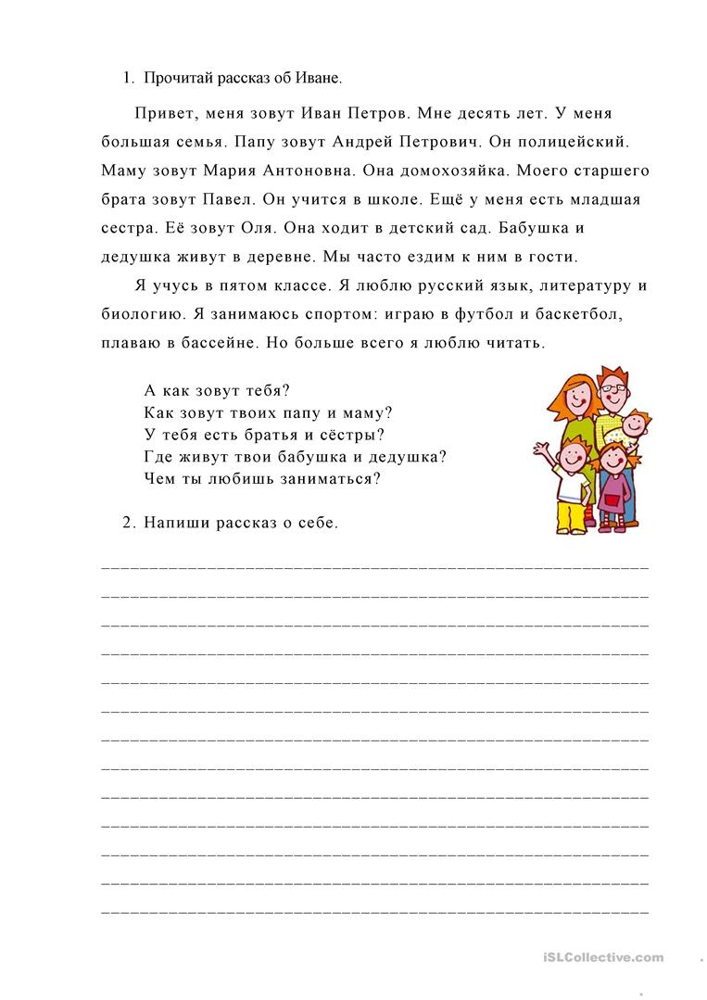 1. Прочитай рассказ об Иване.
Привет, меня зовут Иван Петров. Мне десять лет. У меня
большая семья. Папу зовут Андрей Петрович. Он полицейский.
Маму зовут Мария Антоновна. Она домохозяйка. Моего старшего
брата зовут Павел. Он учится в школе. Ещё у меня есть младшая
сестра. Её зовут Оля. Она ходит в детский сад. Бабушка и
дедушка живут в деревне. Мы часто ездим к ним в гости.
Я учусь в пятом классе. Я люблю русский язык, литературу и
биологию. Я занимаюсь спортом: играю в футбол и баскетбол,
плаваю в бассейне. Но больше всего я люблю читать.
А как зовут тебя?
Как зовут твоих папу и маму?
У тебя есть братья и сёстры?
Где живут твои бабушка и дедушка?
Чем ты любишь заниматься?
2. Напиши рассказ о себе.
iSLCollective.com